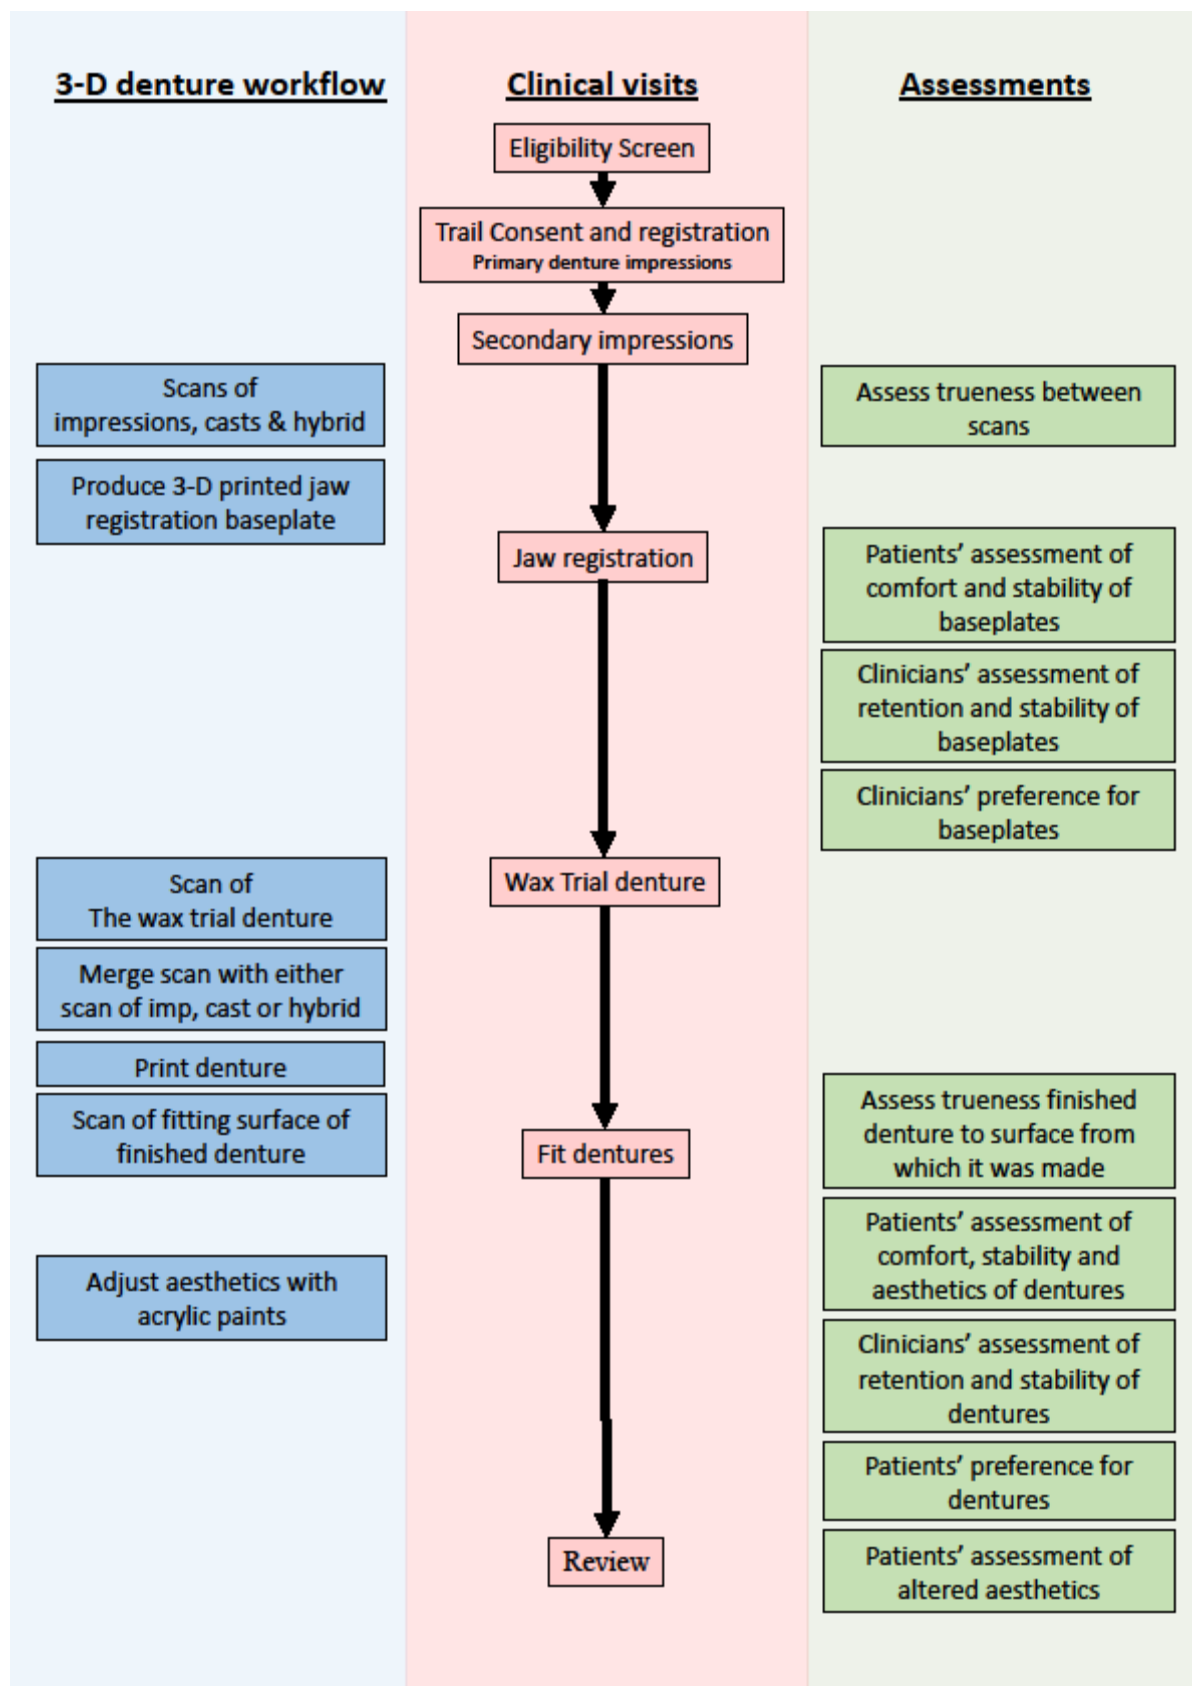 3-D denture workflow
Scans of
impressions, casts & hybrid
Produce 3-D printed jaw
registration baseplate
Scan of
The wax trial denture
Merge scan with either
scan of imp, cast or hybrid
Print denture
Scan of fitting surface of
finished denture
Adjust aesthetics with
acrylic paints
Clinical visits
Eligibility Screen
Trail Consent and registration
Primary denture impressions
Secondary impressions
Jaw registration
Wax Trial denture
Fit dentures
Review
Assessments
Assess trueness between
scans
Patients’ assessment of
comfort and stability of
baseplates
Clinicians’ assessment of
retention and stability of
baseplates
Clinicians’ preference for
baseplates
Assess trueness finished
denture to surface from
which it was made
Patients’ assessment of
comfort, stability and
aesthetics of dentures
Clinicians’ assessment of
retention and stability of
dentures
Patients’ preference for
dentures
Patients’ assessment of
altered aesthetics